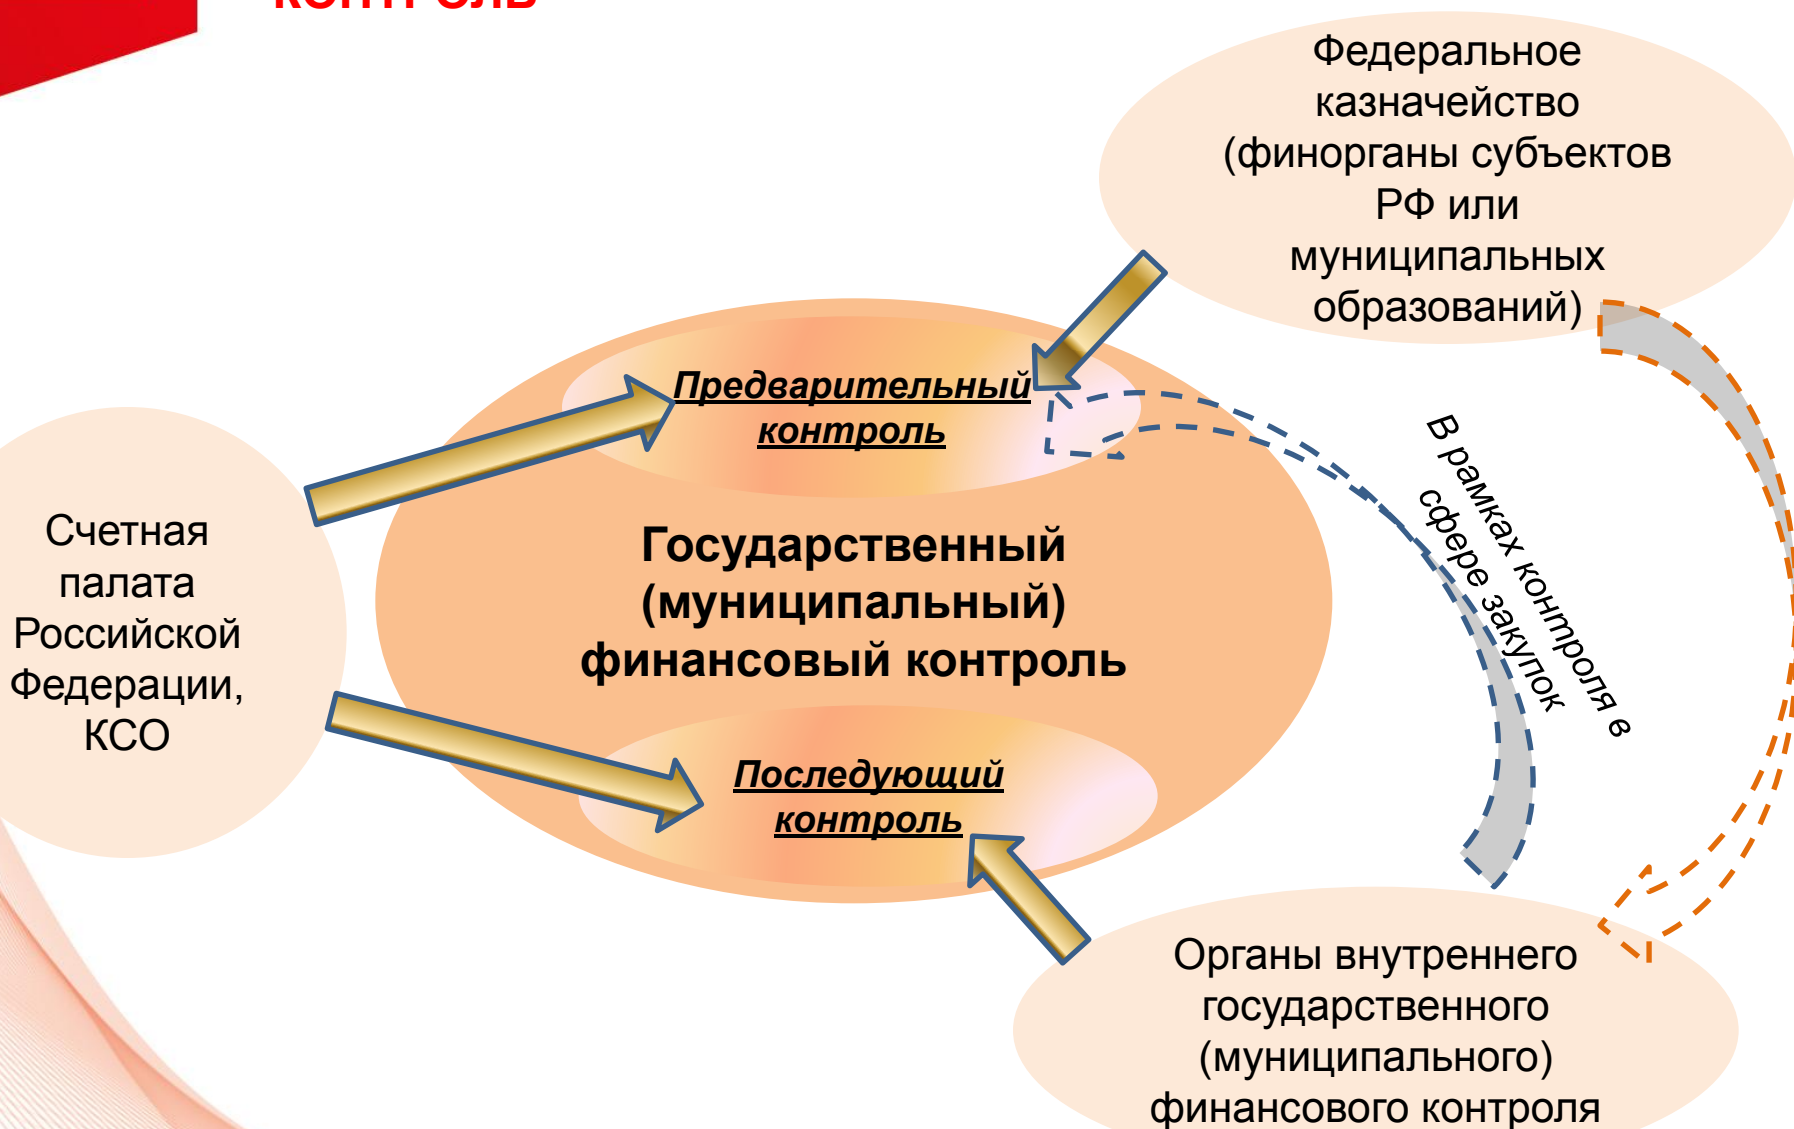 КОНТРОЛЬ
Федеральное
казначейство
(финорганы субъектов
РФ или
муниципальных
образований)
Предварительный
контроль
В рамках контроля в
сфере закупок
Счетная
палата
Российской
Федерации,
КСО
Государственный
(муниципальный)
финансовый контроль
Последующий
контроль
Органы внутреннего
государственного
(муниципального)
финансового контроля